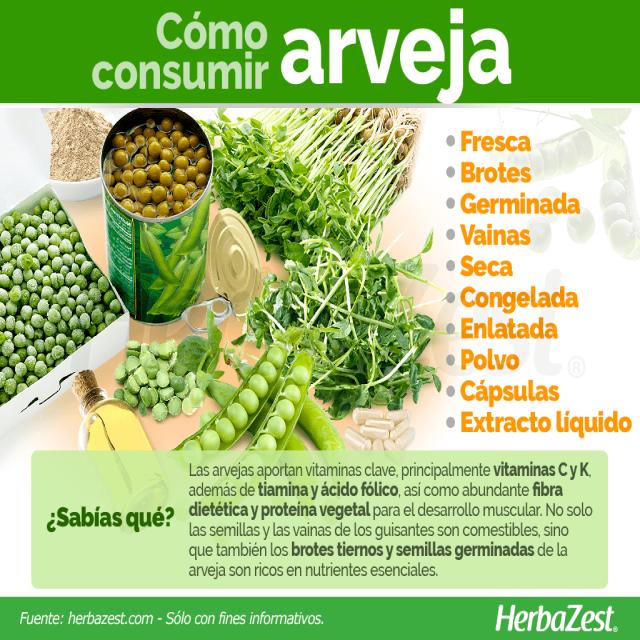 Cómo
consumir arveja
• Fresca
• Brotes
• Germinada
• Vainas
• Seca
• Congelada
• Enlatada
• Polvo
• Cápsulas
• Extracto líquido
¿Sabías qué?
Las arvejas aportan vitaminas clave, principalmente vitaminas C y K,
además de tiamina y ácido fólico, así como abundante fibra
dietética y proteína vegetal para el desarrollo muscular. No solo
las semillas y las vainas de los guisantes son comestibles, sino
que también los brotes tiernos y semillas germinadas de la
arveja son ricos en nutrientes esenciales.
Fuente: herbazest.com - Sólo con fines informativos.
HerbaZest®